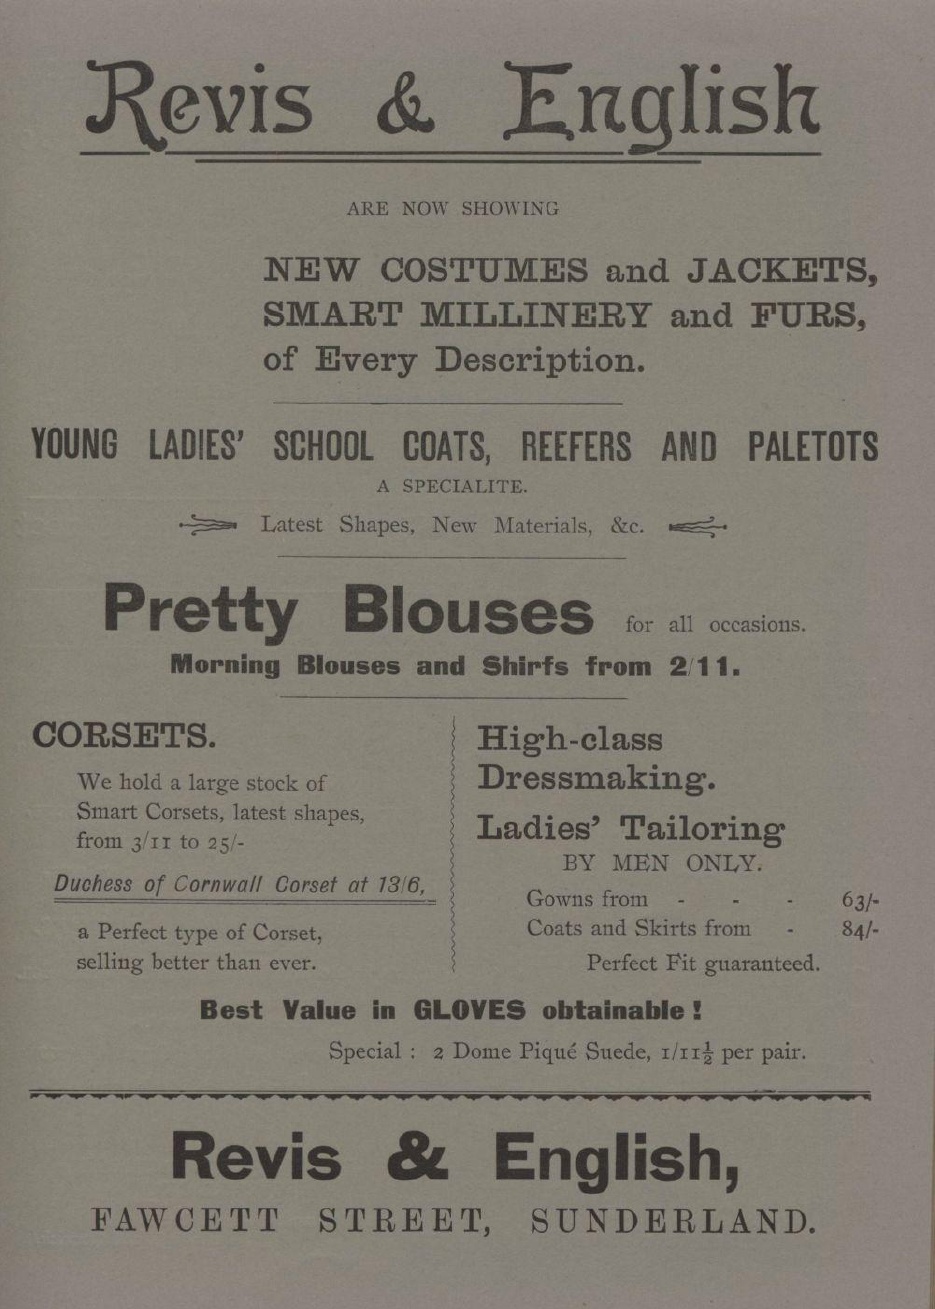 Revis & English
ARE NOW SHOWING
NEW COSTUMES and JACKETS,
SMART MILLINERY and FURS,
of Every Description.
YOUNG LADIES' SCHOOL COATS, REEFERS AND PALETOTS
A SPECIALITE.
Latest Shapes, New Materials, &c.
Pretty Blouses for all occasions.
Morning Blouses and Shirfs from 2/11.
CORSETS.
We hold a large stock of
Smart Corsets, latest shapes,
from 3/11 to 25/-
Duchess of Cornwall Corset at 13/6,
a Perfect type of Corset,
selling better than ever.
High-class
Dressmaking.
Ladies' Tailoring
BY MEN ONLY.
Gowns from - - - 63/-
Coats and Skirts from - 84/-
Perfect Fit guaranteed.
Best Value in GLOVES obtainable!
Special : 2 Dome Piqué Suede, 1/11½ per pair.
Revis & English,
FAWCETT STREET, SUNDERLAND.